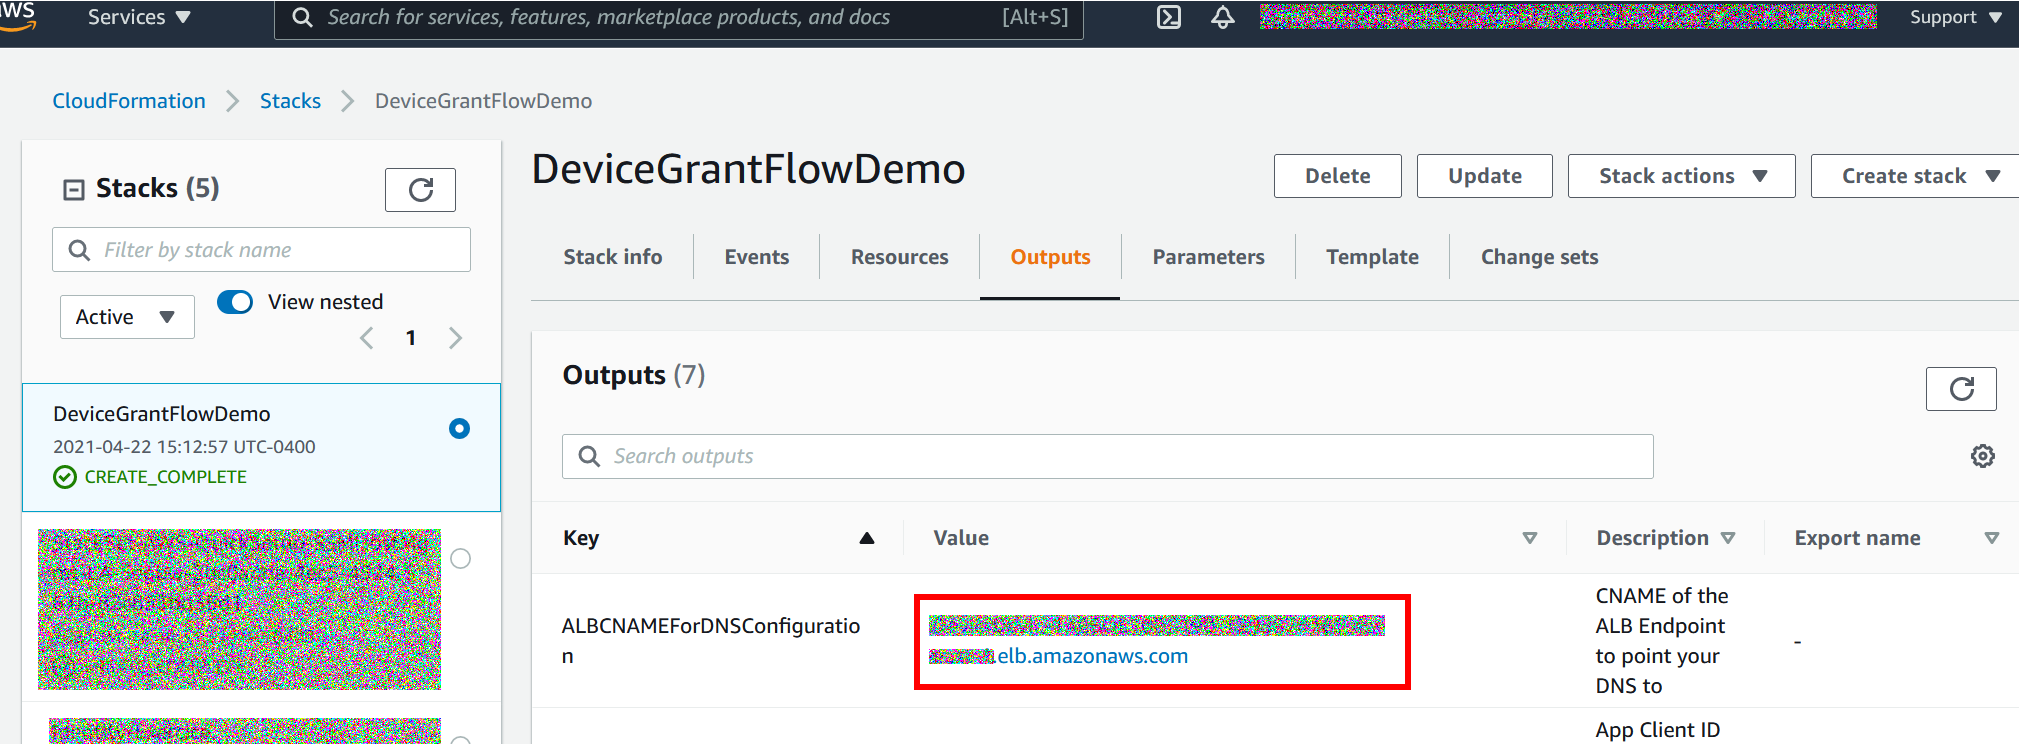 aws
Services
Search for services, features, marketplace products, and docs
[Alt+S]
Support
CloudFormation
Stacks
DeviceGrantFlowDemo
Stacks (5)
Filter by stack name
Active
View nested
1
DeviceGrantFlowDemo
2021-04-22 15:12:57 UTC-0400
CREATE_COMPLETE
DeviceGrantFlowDemo
Delete
Update
Stack actions
Create stack
Stack info
Events
Resources
Outputs
Parameters
Template
Change sets
Outputs (7)
Search outputs
Key
Value
Description
Export name
ALBCNAMEForDNSConfiguratio
n
.elb.amazonaws.com
CNAME of the
ALB Endpoint
to point your
DNS to
-
App Client ID